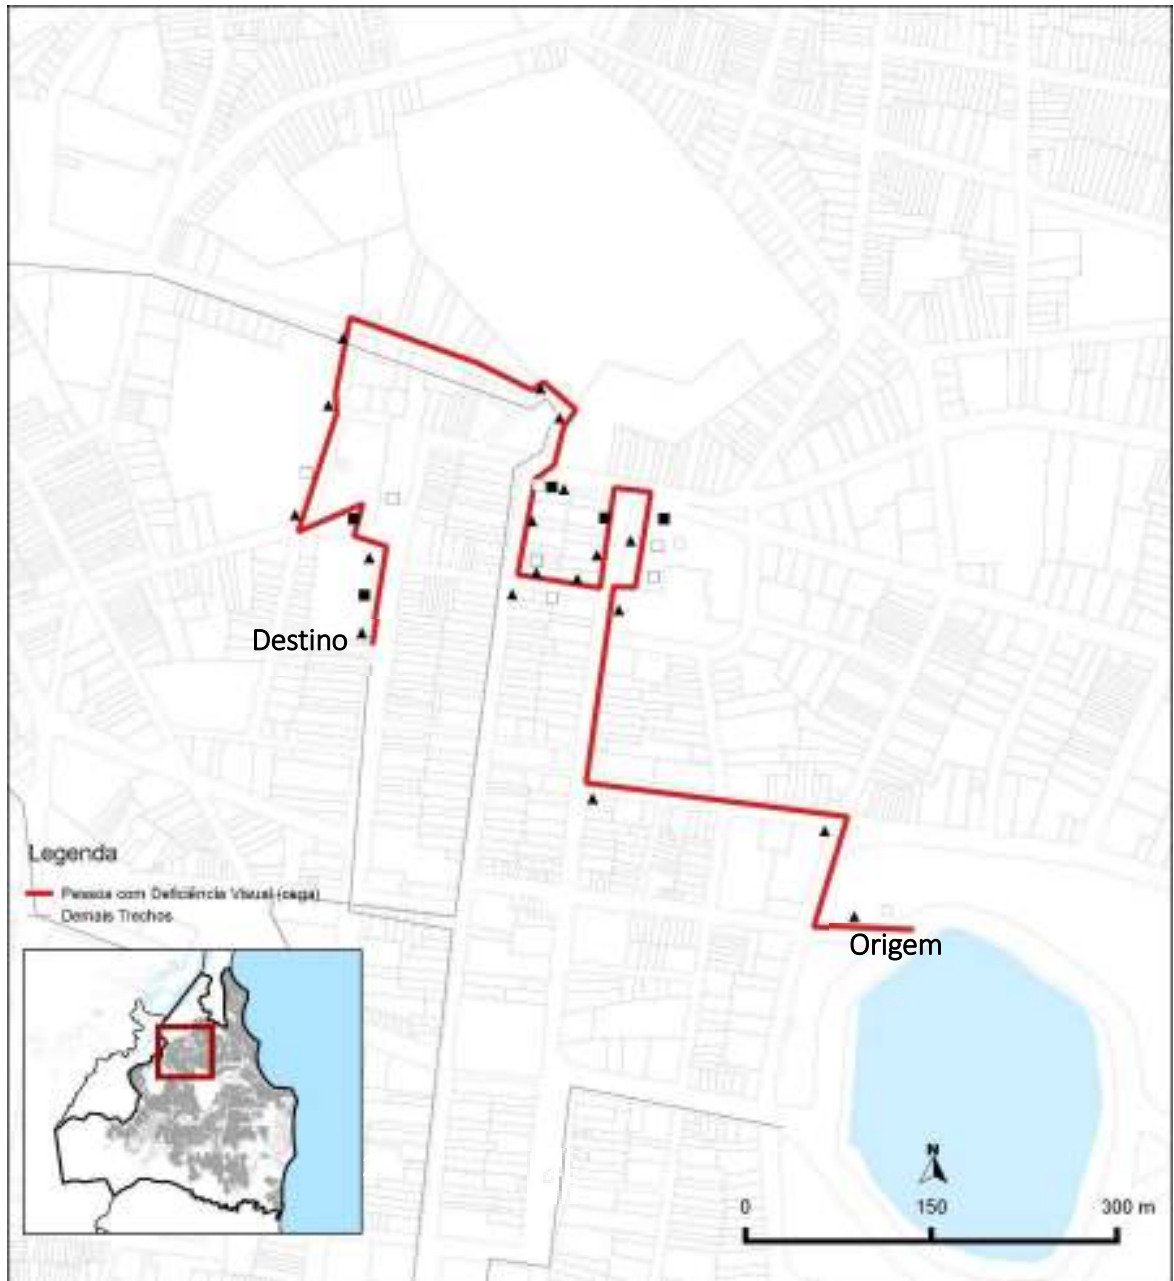 Destino
Legenda
Pessoa com Deficiência Visual (cega)
Demais Trechos
Origem
N
0 150 300 m